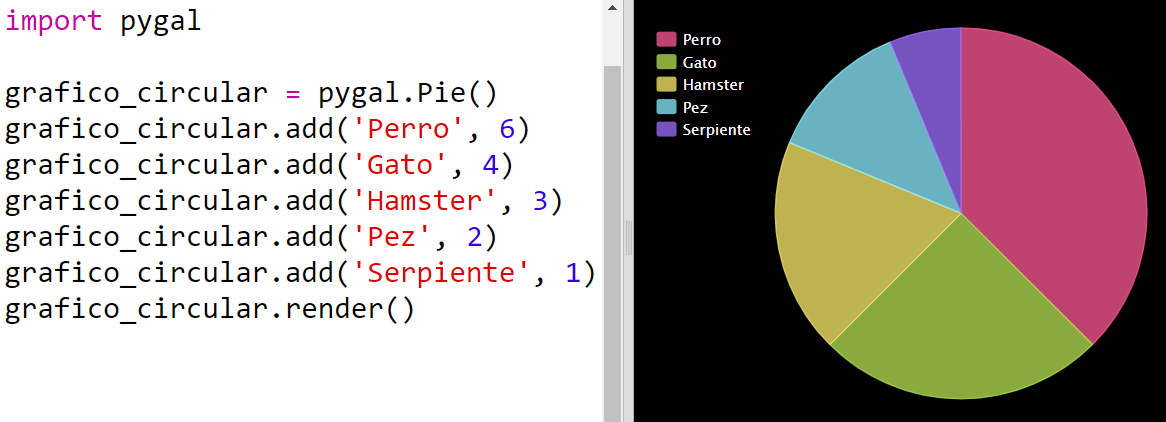 import pygal
grafico_circular = pygal.Pie()
grafico_circular.add('Perro', 6)
grafico_circular.add('Gato', 4)
grafico_circular.add('Hamster', 3)
grafico_circular.add('Pez', 2)
grafico_circular.add('Serpiente', 1)
grafico_circular.render()
Perro
Gato
Hamster
Pez
Serpiente